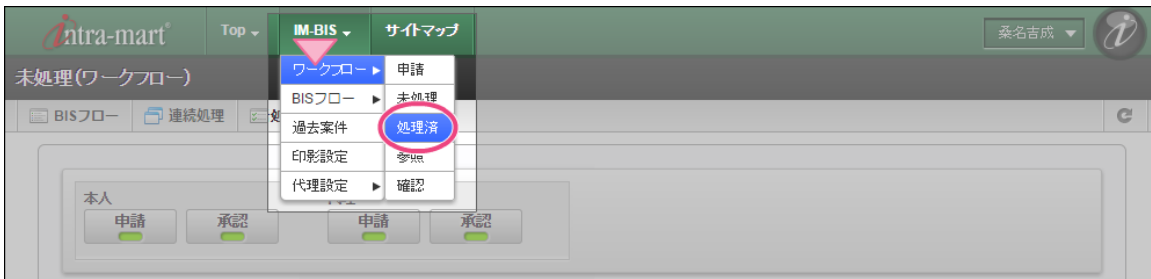 intra-mart Top IM-BIS サイトマップ 桑名吉成
未処理(ワークフロー)
ワークフロー 申請
BISフロー 未処理
BISフロー 連続処理 処
過去案件 処理済
印影設定 参照
代理設定 確認
本人
申請 承認 申請 承認